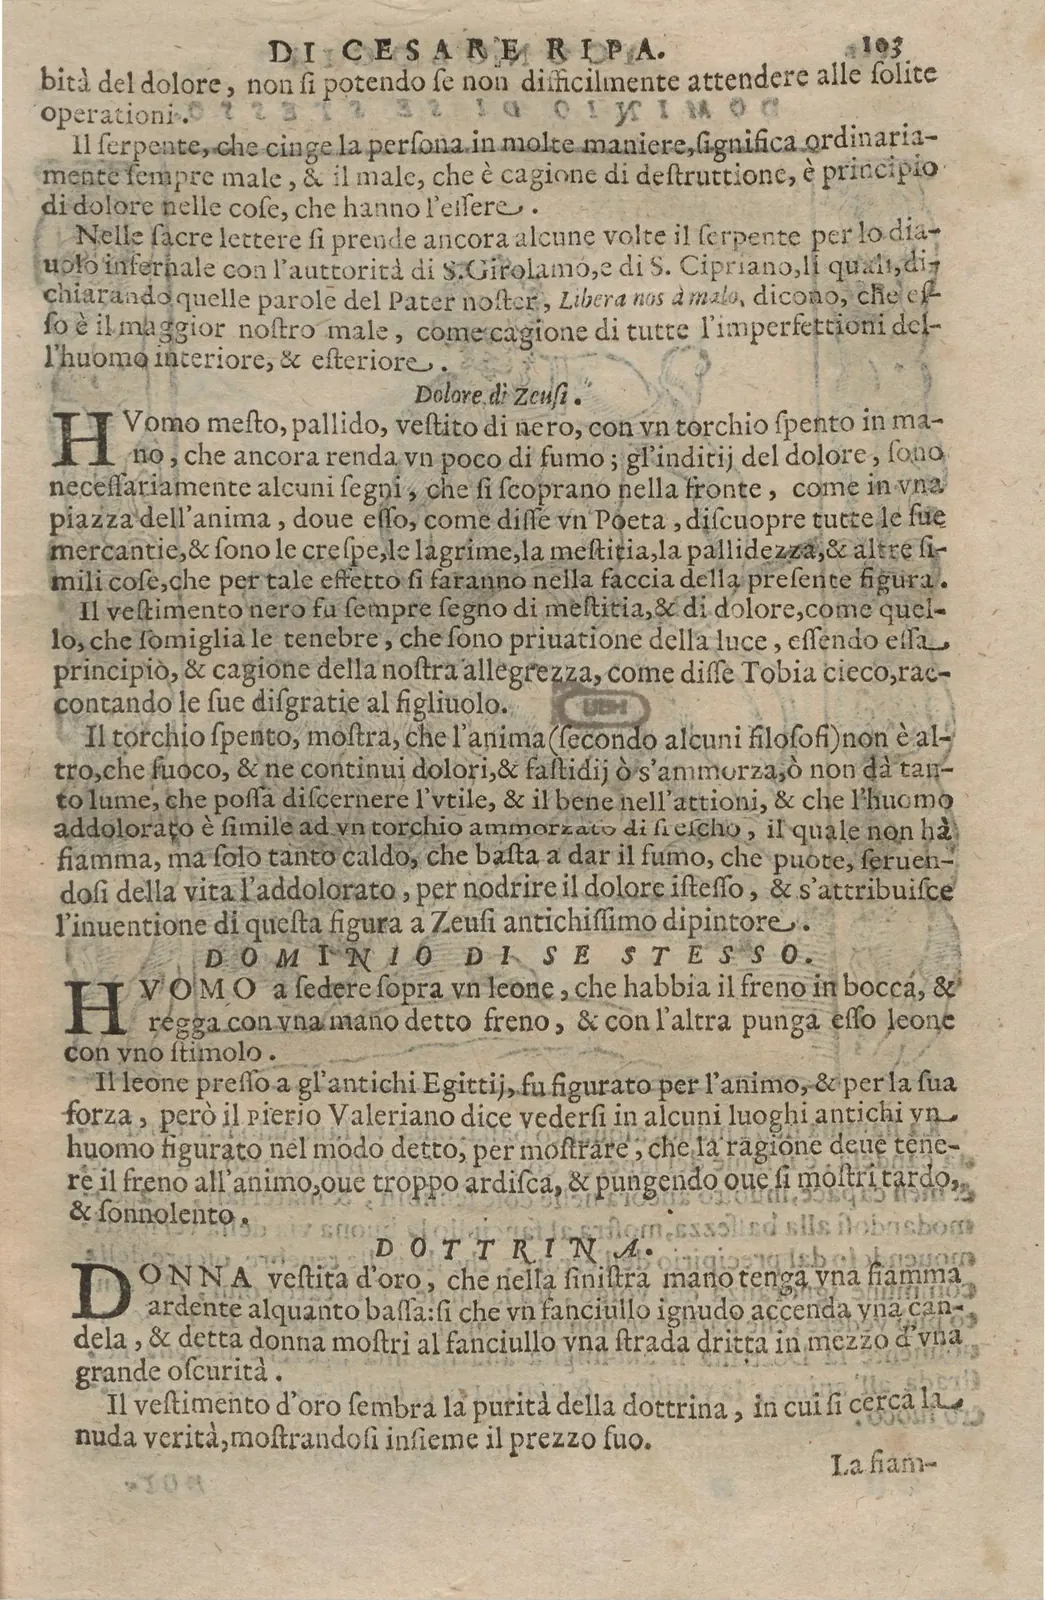 DI CESARE RIPA. 103
bità del dolore, non ſi potendo ſe non difficilmente attendere alle ſolite
operationi.
Il ſerpente, che cinge la perſona in molte maniere, ſignifica ordinaria-
mente ſempre male, & il male, che è cagione di deſtruttione, è principio
di dolore nelle coſe, che hanno l'eſſere.
Nelle ſacre lettere ſi prende ancora alcune volte il ſerpente per lo dia-
uolo infernale con l'auttorità di S. Girolamo, e di S. Cipriano, li quali, di-
chiarando quelle parole del Pater noſter, Libera nos à malo, dicono, che eſ-
ſo è il maggior noſtro male, come cagione di tutte l'imperfettioni del-
l'huomo interiore, & eſteriore.
Dolore di Zeuſi.
HVomo meſto, pallido, veſtito di nero, con vn torchio ſpento in ma-
no, che ancora renda vn poco di fumo; gl'inditij del dolore, ſono
neceſſariamente alcuni ſegni, che ſi ſcoprano nella fronte, come in vna
piazza dell'anima, doue eſſo, come diſſe vn Poeta, diſcuopre tutte le ſue
mercantie, & ſono le creſpe, le lagrime, la meſtitia, la pallidezza, & altre ſi-
mili coſe, che per tale effetto ſi faranno nella faccia della preſente figura.
Il veſtimento nero fu ſempre ſegno di meſtitia, & di dolore, come quel-
lo, che ſomiglia le tenebre, che ſono priuatione della luce, eſſendo eſſa
principiò, & cagione della noſtra allegrezza, come diſſe Tobia cieco, rac-
contando le ſue diſgratie al figliuolo.
Il torchio ſpento, moſtra, che l'anima (ſecondo alcuni filoſofi) non è al-
tro, che fuoco, & ne continui dolori, & faſtidij ò s'ammorza, ò non dà tan-
to lume, che poſſa diſcernere l'vtile, & il bene nell'attioni, & che l'huomo
addolorato è ſimile ad vn torchio ammorzato di freſcho, il quale non hà
fiamma, ma ſolo tanto caldo, che baſta a dar il fumo, che puote, ſeruen-
doſi della vita l'addolorato, per nodrire il dolore iſteſſo, & s'attribuiſce
l'inuentione di queſta figura a Zeuſi antichiſſimo dipintore.
DOMINIO DI SE STESSO.
HVOMO a ſedere ſopra vn leone, che habbia il freno in bocca, &
regga con vna mano detto freno, & con l'altra punga eſſo leone
con vno ſtimolo.
Il leone preſſo a gl'antichi Egittij, fu figurato per l'animo, & per la ſua
forza, però il Pierio Valeriano dice vederſi in alcuni luoghi antichi vn
huomo figurato nel modo detto, per moſtrare, che la ragione deue tene-
re il freno all'animo, oue troppo ardiſca, & pungendo oue ſi moſtri tardo,
& ſonnolento.
DOTTRINA.
DONNA veſtita d'oro, che nella ſiniſtra mano tenga vna fiamma
ardente alquanto baſſa: ſi che vn fanciullo ignudo accenda vna can-
dela, & detta donna moſtri al fanciullo vna ſtrada dritta in mezzo d'vna
grande oſcurità.
Il veſtimento d'oro ſembra la purità della dottrina, in cui ſi cerca la
nuda verità, moſtrandoſi inſieme il prezzo ſuo.
La fiam-